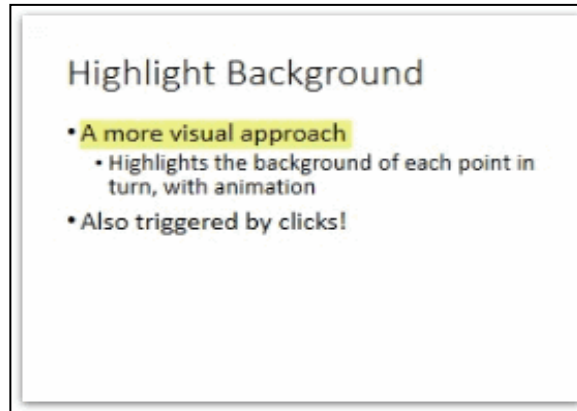 Highlight Background
• A more visual approach
• Highlights the background of each point in
turn, with animation
• Also triggered by clicks!